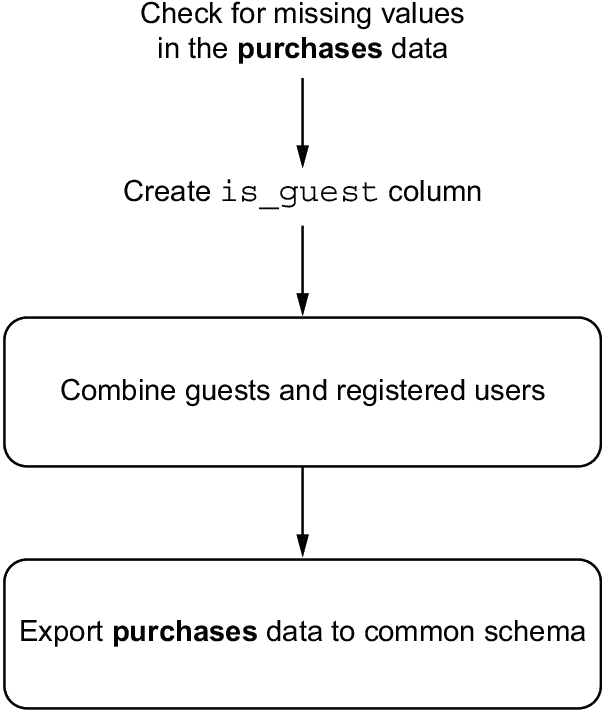 Check for missing values
in the purchases data
Create is_guest column
Combine guests and registered users
Export purchases data to common schema